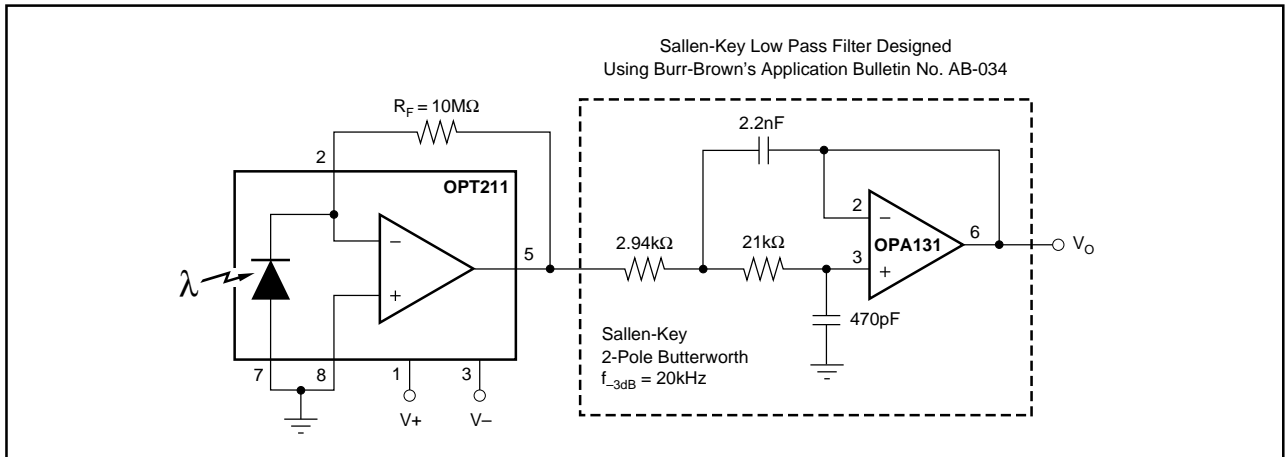 Sallen-Key Low Pass Filter Designed
Using Burr-Brown's Application Bulletin No. AB-034
R_F = 10MΩ
2
OPT211
2.2nF
2
–
6
OPA131
3
+
V_O
2.94kΩ
21kΩ
470pF
–
+
5
λ
7
8
1
3
V+
V–
Sallen-Key
2-Pole Butterworth
f_–3dB = 20kHz